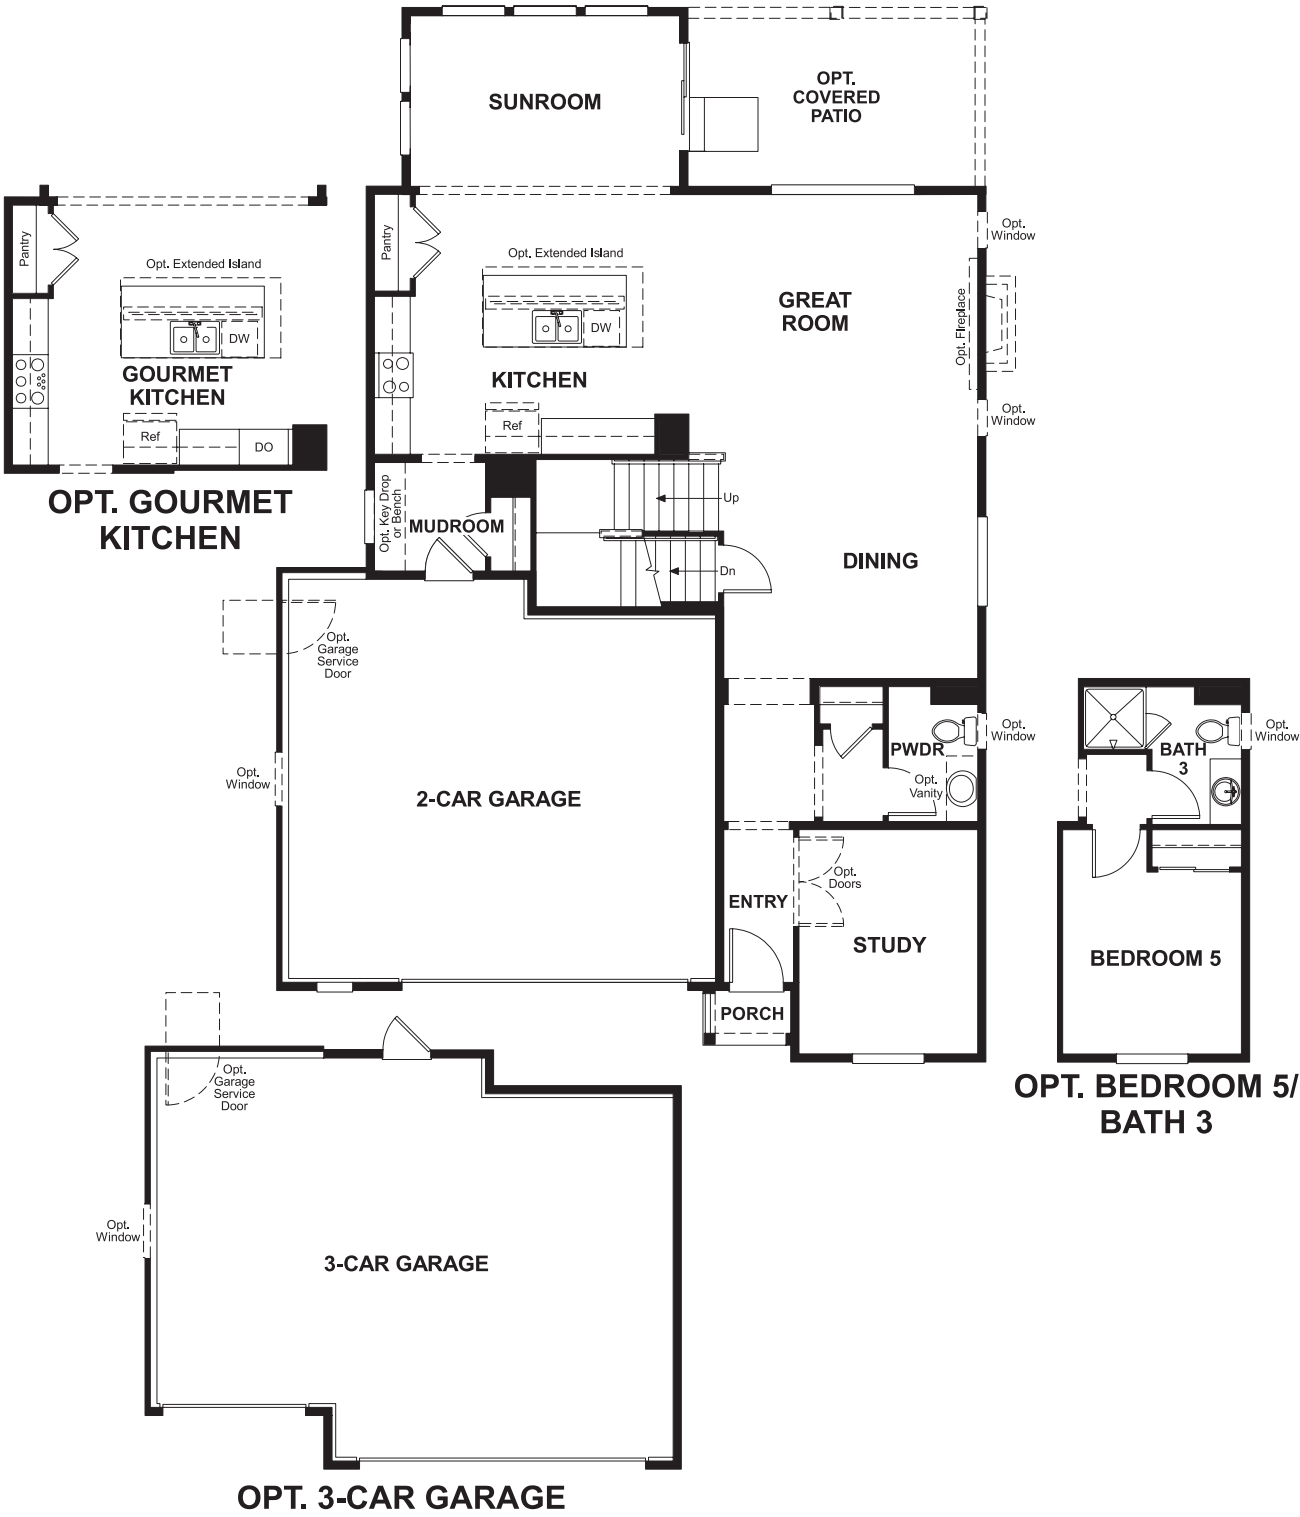 SUNROOM
OPT.
COVERED
PATIO
Pantry
Opt. Extended Island
DW
GOURMET
KITCHEN
Ref
DO
OPT. GOURMET
KITCHEN
Pantry
Opt. Extended Island
DW
KITCHEN
Ref
GREAT
ROOM
Opt.
Window
Opt. Fireplace
Opt.
Window
Opt. Key Drop
or Bench
MUDROOM
Up
Dn
DINING
Opt.
Garage
Service
Door
Opt.
Window
2-CAR GARAGE
PWDR
Opt.
Vanity
Opt.
Window
Opt.
Doors
ENTRY
STUDY
PORCH
BATH
3
Opt.
Window
BEDROOM 5
OPT. BEDROOM 5/
BATH 3
Opt.
Garage
Service
Door
Opt.
Window
3-CAR GARAGE
OPT. 3-CAR GARAGE